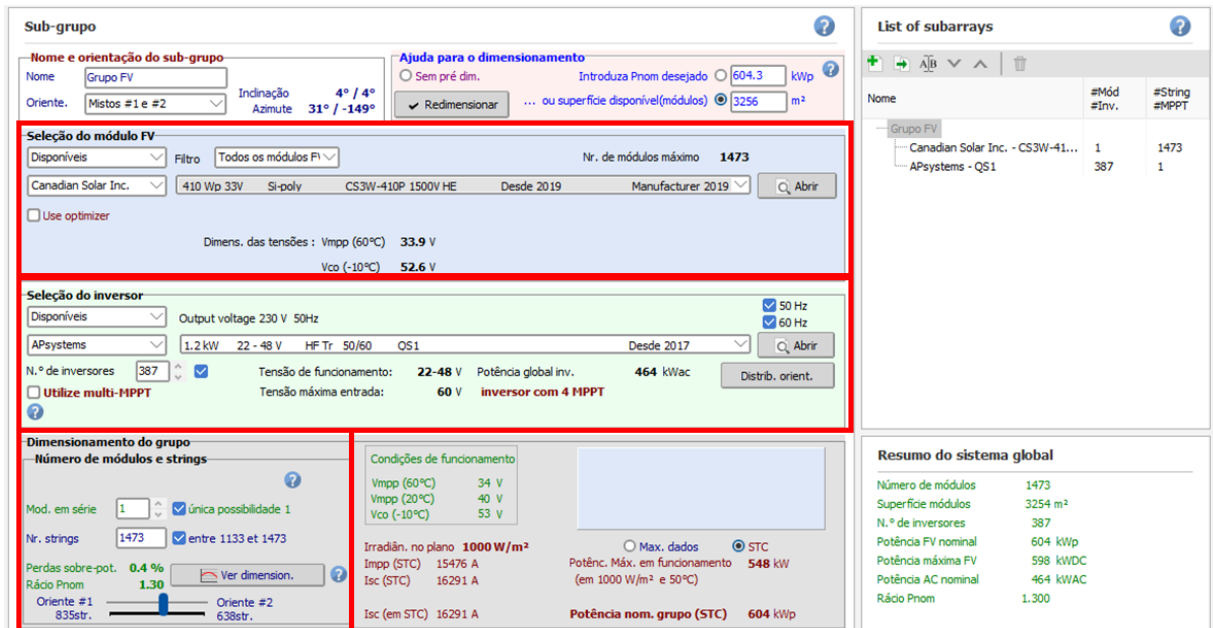 Sub-grupo
Nome e orientação do sub-grupo
Nome Grupo FV
Oriente. Mistos #1 e #2
Inclinação 4° / 4°
Azimute 31° / -149°
Ajuda para o dimensionamento
Sem pré dim. Introduza Pnom desejado 604.3 kWp
Redimensionar ... ou superfície disponível(módulos) 3256 m²
Seleção do módulo FV
Disponíveis Filtro Todos os módulos F\ Nr. de módulos máximo 1473
Canadian Solar Inc. 410 Wp 33V Si-poly CS3W-410P 1500V HE Desde 2019 Manufacturer 2019 Abrir
Use optimizer
Dimens. das tensões : Vmpp (60°C) 33.9 V
Vco (-10°C) 52.6 V
Seleção do inversor
Disponíveis Output voltage 230 V 50Hz 50 Hz
60 Hz
APsystems 1.2 kW 22 - 48 V HF Tr 50/60 QS1 Desde 2017 Abrir
N.º de inversores 387 Tensão de funcionamento: 22-48 V Potência global inv. 464 kWac Distrib. orient.
Utilize multi-MPPT Tensão máxima entrada: 60 V inversor com 4 MPPT
Dimensionamento do grupo
Número de módulos e strings
Mod. em série 1 única possibilidade 1
Nr. strings 1473 entre 1133 et 1473
Perdas sobre-pot. 0.4 % Ver dimension.
Rácio Pnom 1.30
Oriente #1 Oriente #2
835str. 638str.
Condições de funcionamento
Vmpp (60°C) 34 V
Vmpp (20°C) 40 V
Vco (-10°C) 53 V
Irradiân. no plano 1000 W/m² Max. dados STC
Impp (STC) 15476 A Potênc. Máx. em funcionamento 548 kW
Isc (STC) 16291 A (em 1000 W/m² e 50°C)
Isc (em STC) 16291 A Potência nom. grupo (STC) 604 kWp
List of subarrays
A|B
Nome #Mód #Inv. #String #MPPT
Grupo FV
Canadian Solar Inc. - CS3W-41... 1 1473
APsystems - QS1 387 1
Resumo do sistema global
Número de módulos 1473
Superfície módulos 3254 m²
N.º de inversores 387
Potência FV nominal 604 kWp
Potência máxima FV 598 kWDC
Potência AC nominal 464 kWAC
Rácio Pnom 1.300